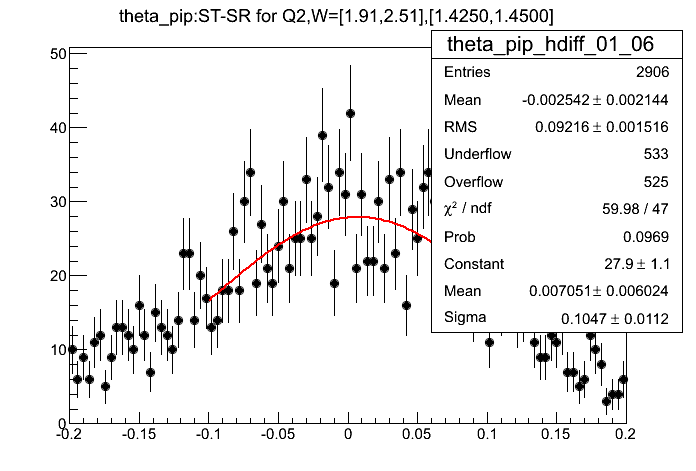 theta_pip:ST-SR for Q2,W=[1.91,2.51],[1.4250,1.4500]
theta_pip_hdiff_01_06
Entries 2906
Mean -0.002542 ± 0.002144
RMS 0.09216 ± 0.001516
Underflow 533
Overflow 525
χ² / ndf 59.98 / 47
Prob 0.0969
Constant 27.9 ± 1.1
Mean 0.007051 ± 0.006024
Sigma 0.1047 ± 0.0112
50
40
30
20
10
0
-0.2 -0.15 -0.1 -0.05 0 0.05 0.1 0.15 0.2